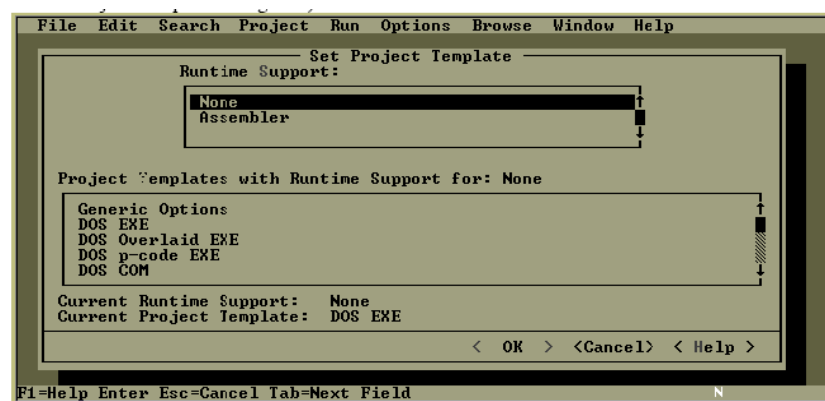 File Edit Search Project Run Options Browse Window Help
Set Project Template
Runtime Support:
None
Assembler
Project Templates with Runtime Support for: None
Generic Options
DOS EXE
DOS Overlaid EXE
DOS p-code EXE
DOS COM
Current Runtime Support: None
Current Project Template: DOS EXE
< OK > <Cancel> < Help >
F1=Help Enter Esc=Cancel Tab=Next Field N